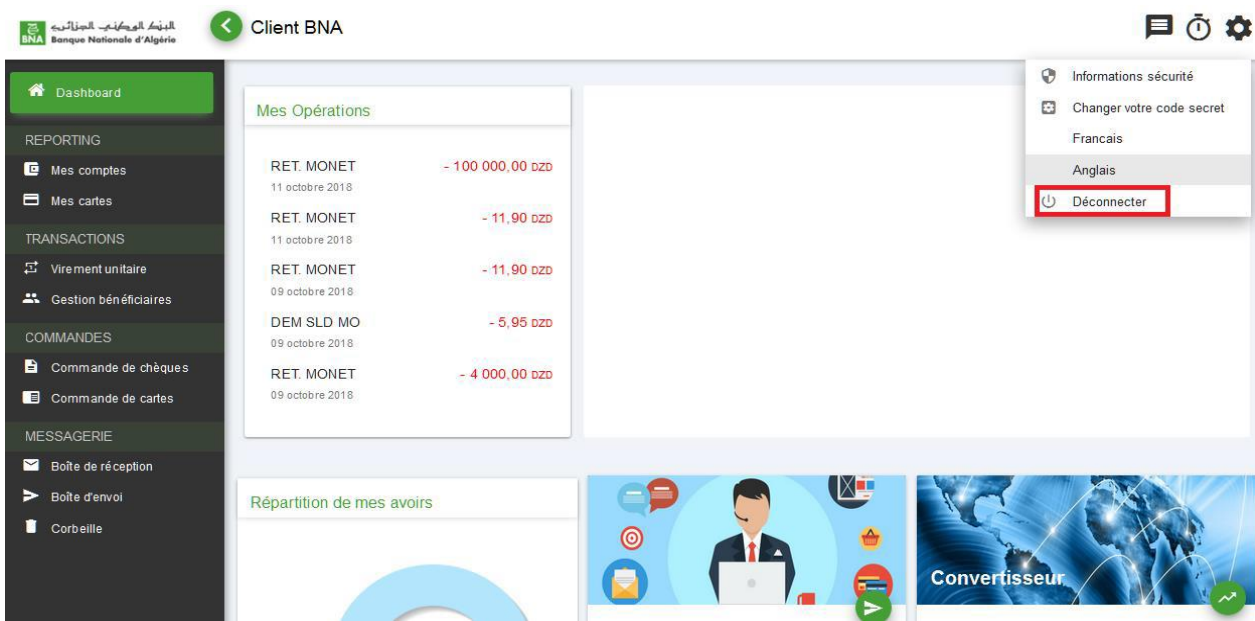 البنك الوطني الجزائري
BNA Banque Nationale d'Algérie
Client BNA
Informations sécurité
Changer votre code secret
Francais
Anglais
Déconnecter
Dashboard
REPORTING
Mes comptes
Mes cartes
TRANSACTIONS
Virement unitaire
Gestion bénéficiaires
COMMANDES
Commande de chèques
Commande de cartes
MESSAGERIE
Boîte de réception
Boîte d'envoi
Corbeille
Mes Opérations
RET. MONET - 100 000,00 DZD
11 octobre 2018
RET. MONET - 11,90 DZD
11 octobre 2018
RET. MONET - 11,90 DZD
09 octobre 2018
DEM SLD MO - 5,95 DZD
09 octobre 2018
RET. MONET - 4 000,00 DZD
09 octobre 2018
Répartition de mes avoirs
Convertisseur